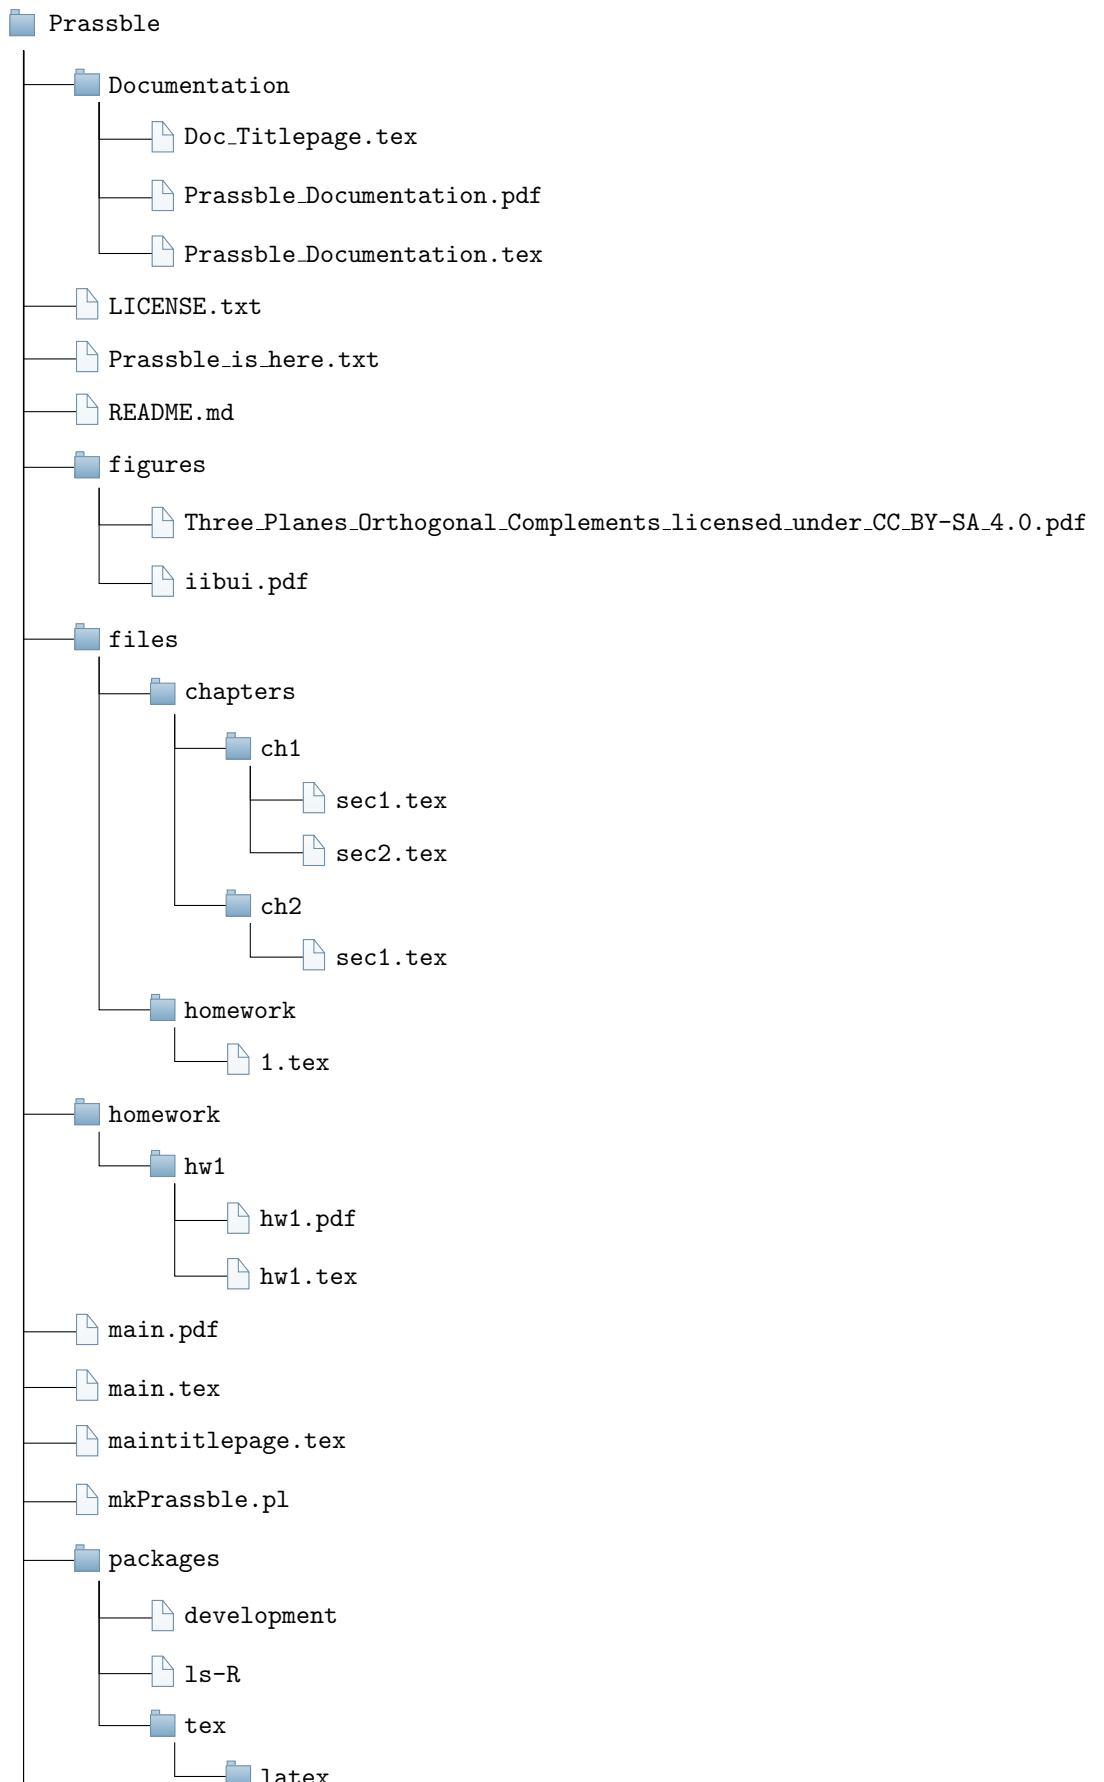 Prassble
Documentation
Doc_Titlepage.tex
Prassble_Documentation.pdf
Prassble_Documentation.tex
LICENSE.txt
Prassble_is_here.txt
README.md
figures
Three_Planes_Orthogonal_Complements_licensed_under_CC_BY-SA_4.0.pdf
iibui.pdf
files
chapters
ch1
sec1.tex
sec2.tex
ch2
sec1.tex
homework
1.tex
homework
hw1
hw1.pdf
hw1.tex
main.pdf
main.tex
maintitlepage.tex
mkPrassble.pl
packages
development
ls-R
tex
latex